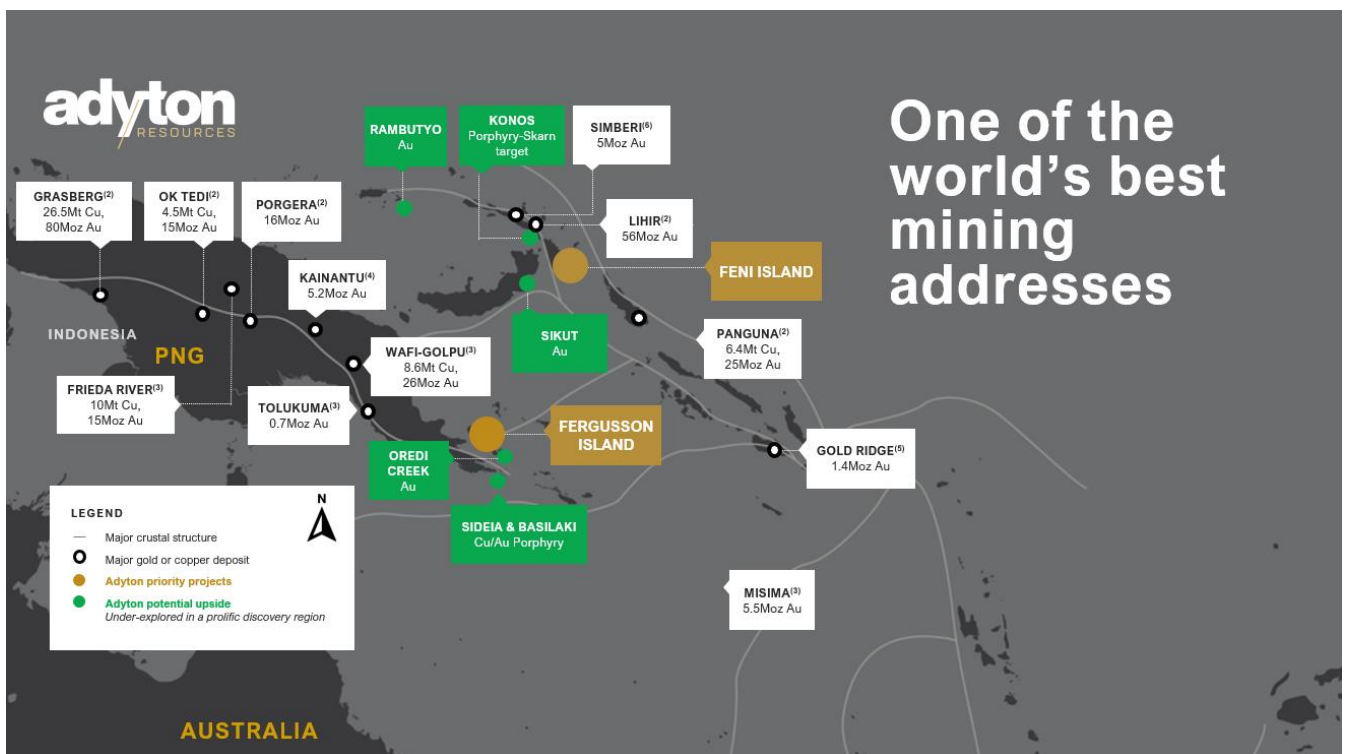 adyton
RESOURCES
One of the
world's best
mining
addresses
RAMBUTYO
Au
KONOS
Porphyry-Skarn
target
SIMBERI(6)
5Moz Au
GRASBERG(2)
26.5Mt Cu,
80Moz Au
OK TEDI(2)
4.5Mt Cu,
15Moz Au
PORGERA(2)
16Moz Au
LIHIR(2)
56Moz Au
KAINANTU(4)
5.2Moz Au
FENI ISLAND
INDONESIA
PNG
SIKUT
Au
PANGUNA(2)
6.4Mt Cu,
25Moz Au
WAFI-GOLPU(3)
8.6Mt Cu,
26Moz Au
FRIEDA RIVER(3)
10Mt Cu,
15Moz Au
TOLUKUMA(3)
0.7Moz Au
FERGUSSON
ISLAND
OREDI
CREEK
Au
GOLD RIDGE(5)
1.4Moz Au
SIDEIA & BASILAKI
Cu/Au Porphyry
MISIMA(3)
5.5Moz Au
LEGEND
N
Major crustal structure
Major gold or copper deposit
Adyton priority projects
Adyton potential upside
Under-explored in a prolific discovery region
AUSTRALIA